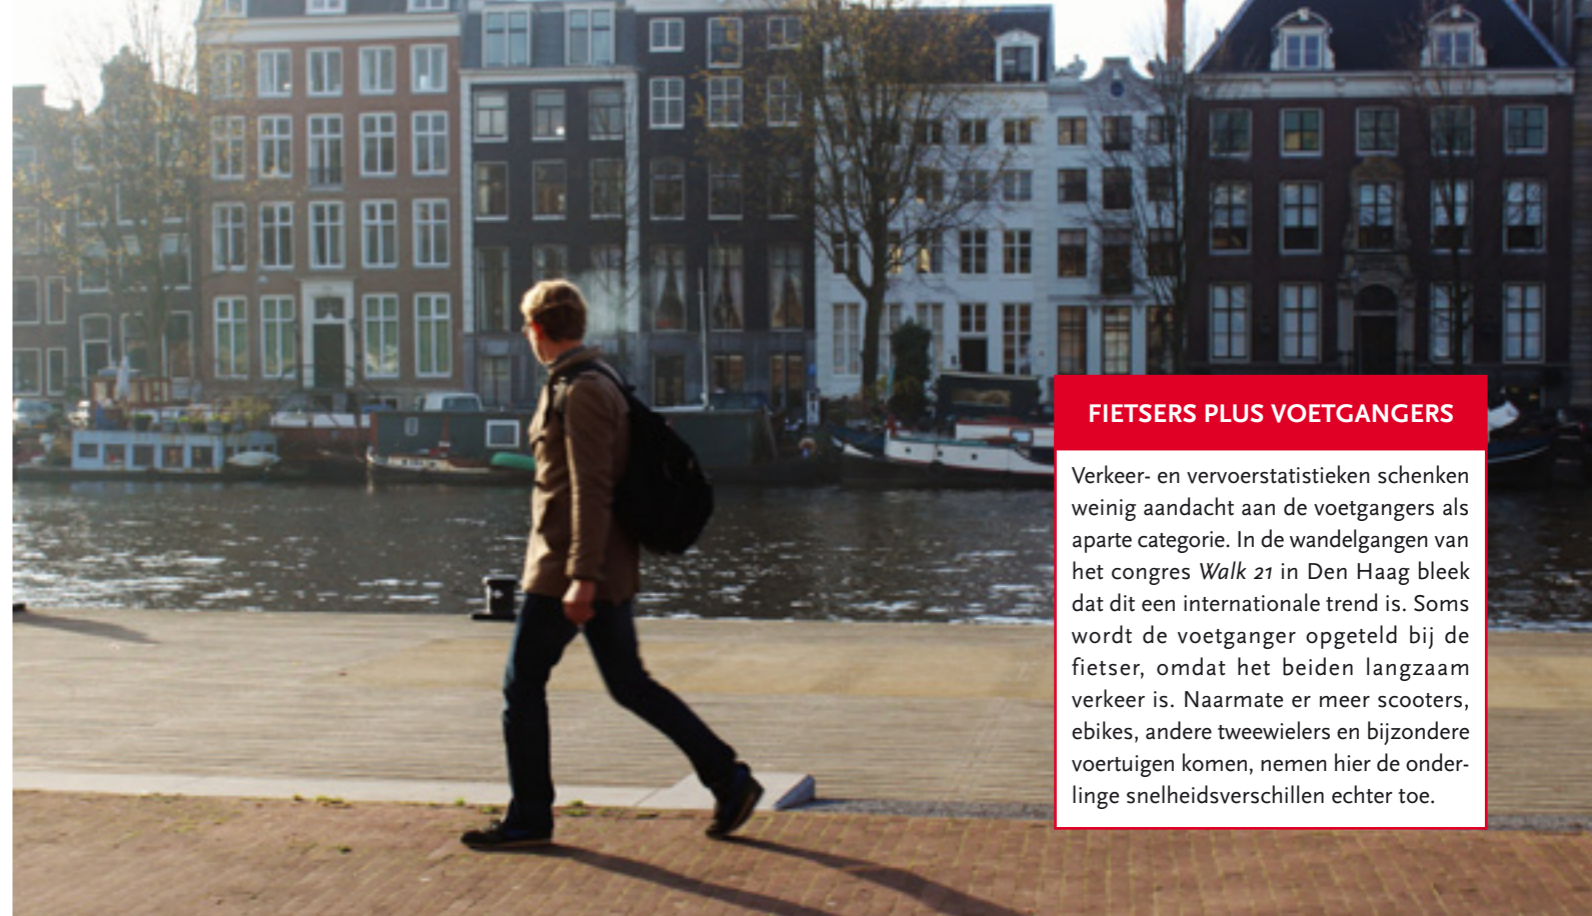 FIETSERS PLUS VOETGANGERS
Verkeer- en vervoerstatistieken schenken
weinig aandacht aan de voetgangers als
aparte categorie. In de wandelgangen van
het congres Walk 21 in Den Haag bleek
dat dit een internationale trend is. Soms
wordt de voetganger opgeteld bij de
fietser, omdat het beiden langzaam
verkeer is. Naarmate er meer scooters,
ebikes, andere tweewielers en bijzondere
voertuigen komen, nemen hier de onder-
linge snelheidsverschillen echter toe.